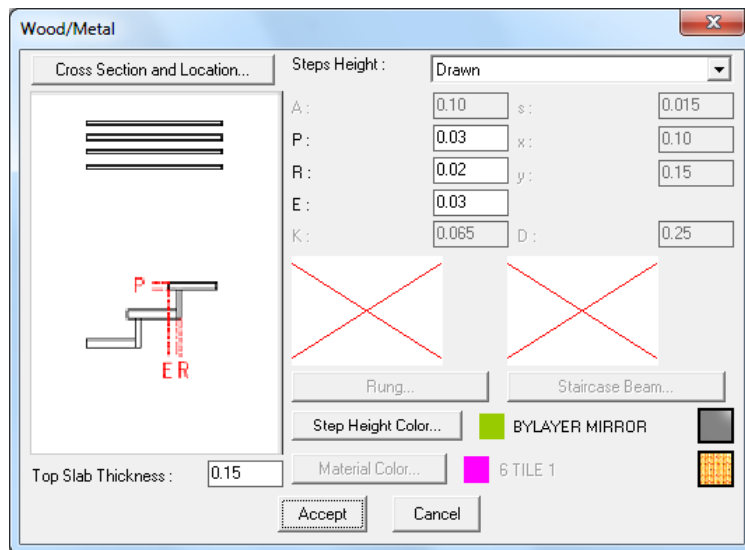 Wood/Metal
Cross Section and Location...
Steps Height :
Drawn
A :
0.10
s :
0.015
P :
0.03
x :
0.10
R :
0.02
y :
0.15
E :
0.03
K :
0.065
D :
0.25
P
E R
Rung...
Staircase Beam...
Step Height Color...
BYLAYER MIRROR
Top Slab Thickness :
0.15
Material Color...
6 TILE 1
Accept
Cancel